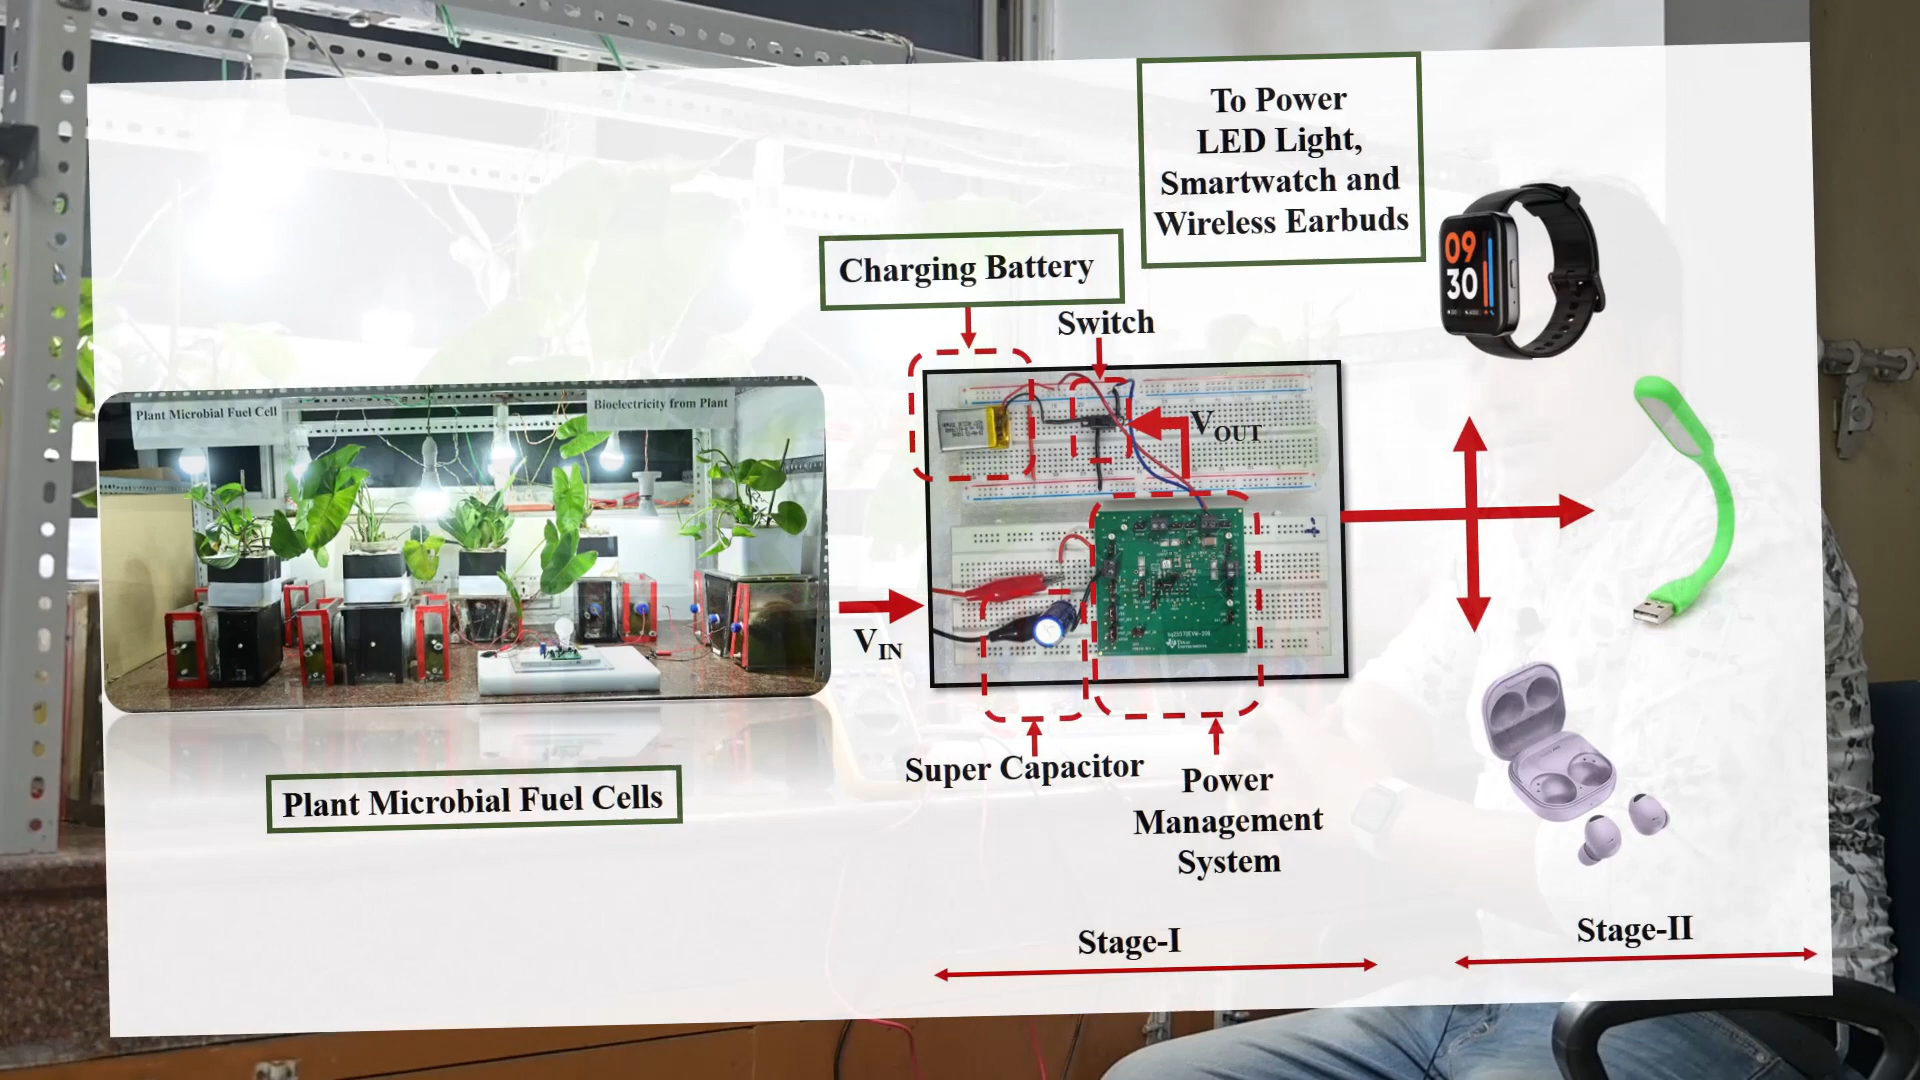 To Power
LED Light,
Smartwatch and
Wireless Earbuds
Charging Battery
Switch
09
30
Plant Microbial Fuel Cell
Bioelectricity from Plant
VOUT
VIN
Super Capacitor
Power
Management
System
Plant Microbial Fuel Cells
Stage-I
Stage-II